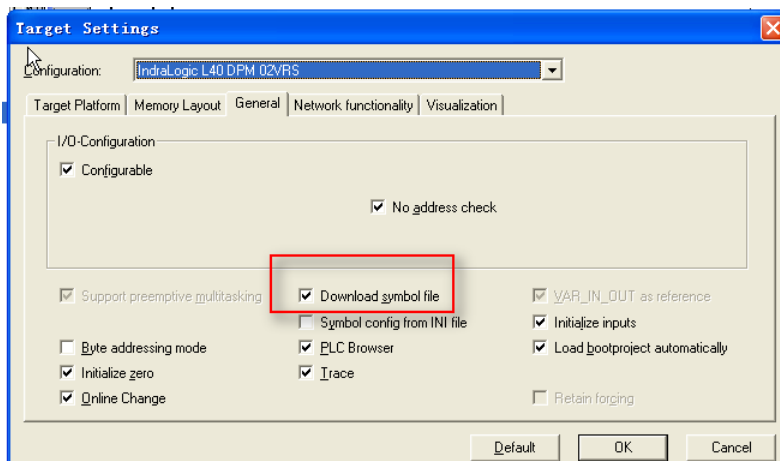 Target Settings
Configuration: IndraLogic L40 DPM 02VRS
Target Platform Memory Layout General Network functionality Visualization
I/O-Configuration
Configurable
No address check
Support preemptive multitasking Download symbol file VAR_IN_OUT as reference
Symbol config from INI file Initialize inputs
Byte addressing mode PLC Browser Load bootproject automatically
Initialize zero Trace
Online Change Retain forcing
Default OK Cancel